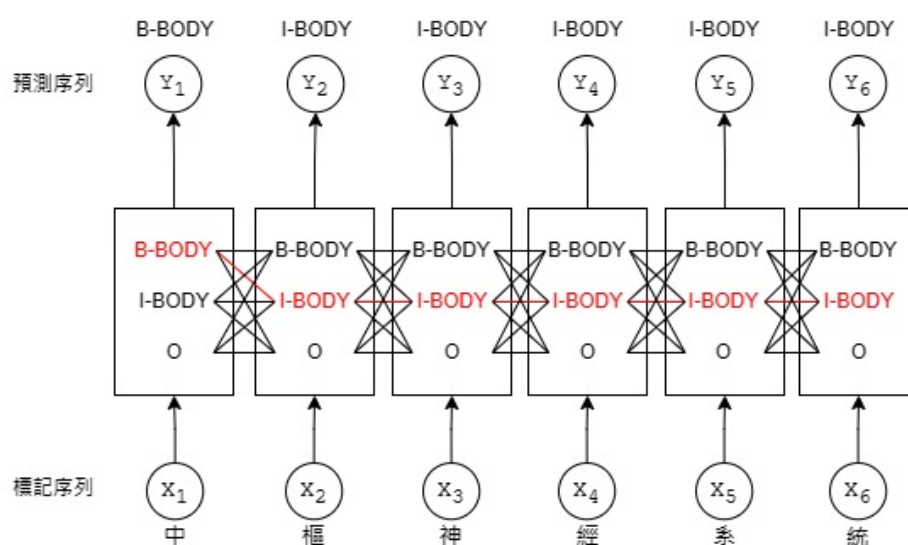 B-BODY I-BODY I-BODY I-BODY I-BODY I-BODY
預測序列 Y1 Y2 Y3 Y4 Y5 Y6
B-BODY B-BODY B-BODY B-BODY B-BODY B-BODY
I-BODY I-BODY I-BODY I-BODY I-BODY I-BODY
O O O O O O
標記序列 X1 X2 X3 X4 X5 X6
中 樞 神 經 系 統